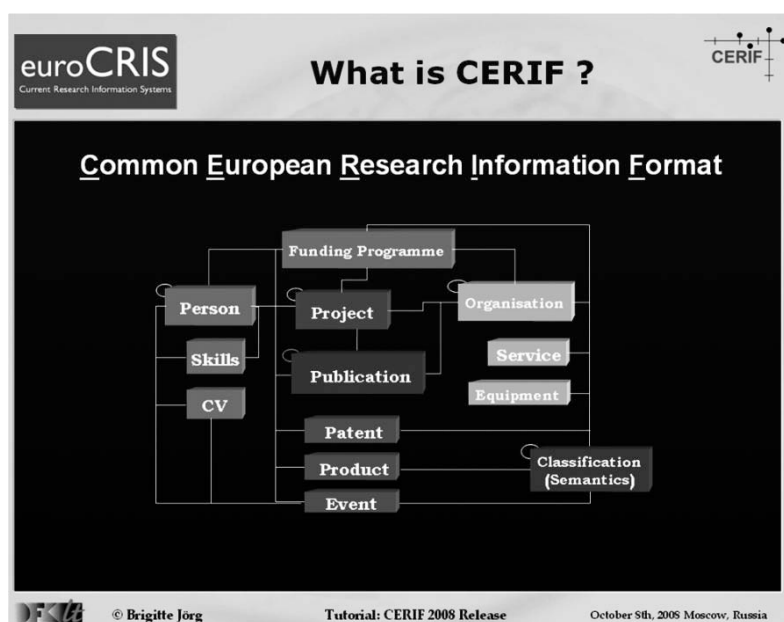 euroCRIS
Current Research Information Systems
What is CERIF ?
CERIF
Common European Research Information Format
Funding Programme
Person
Project
Organisation
Skills
Publication
Service
CV
Equipment
Patent
Product
Classification
(Semantics)
Event
DFKI lt
© Brigitte Jörg
Tutorial: CERIF 2008 Release
October 8th, 2008 Moscow, Russia